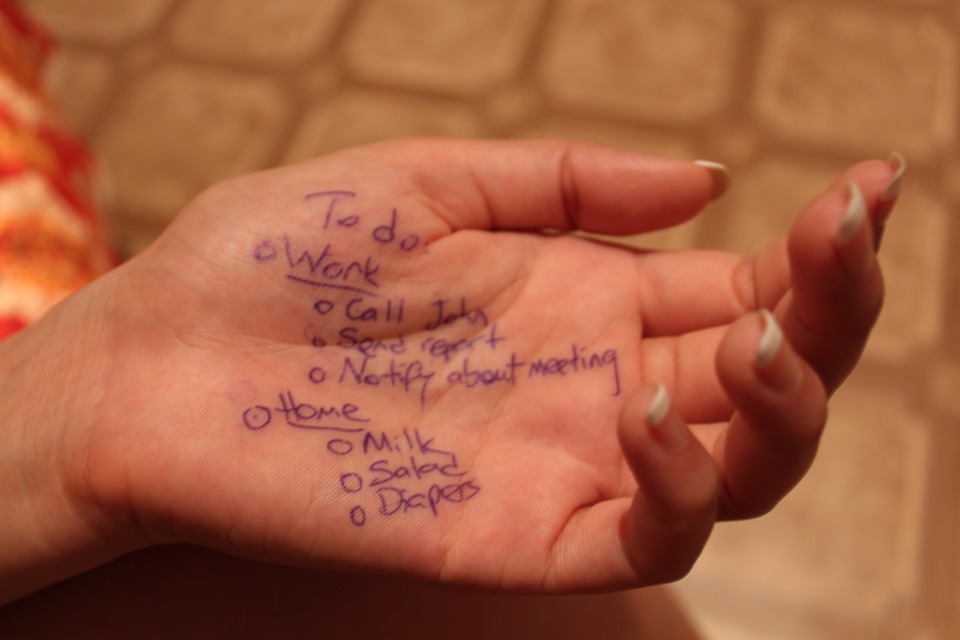 To do
Work
Call John
Send report
Notify about meeting
Home
Milk
Salad
Diapers